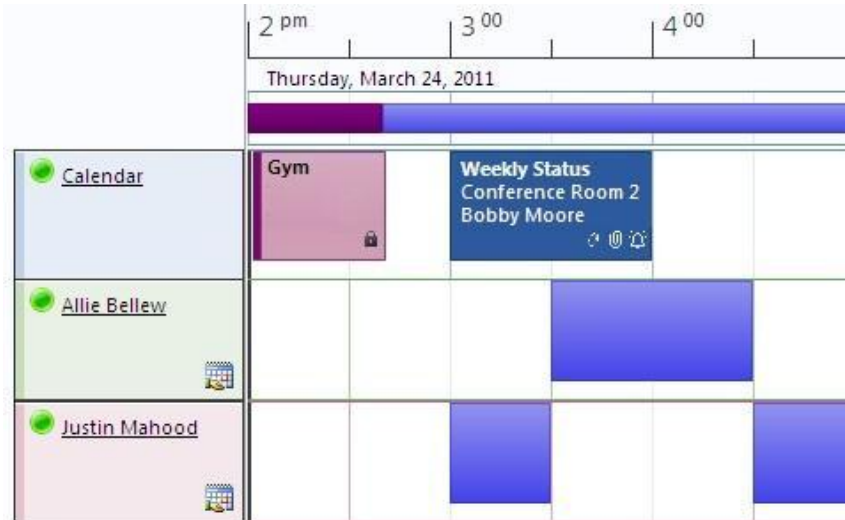 2 pm 3 00 4 00
Thursday, March 24, 2011
Calendar
Gym
Weekly Status
Conference Room 2
Bobby Moore
Allie Bellew
Justin Mahood